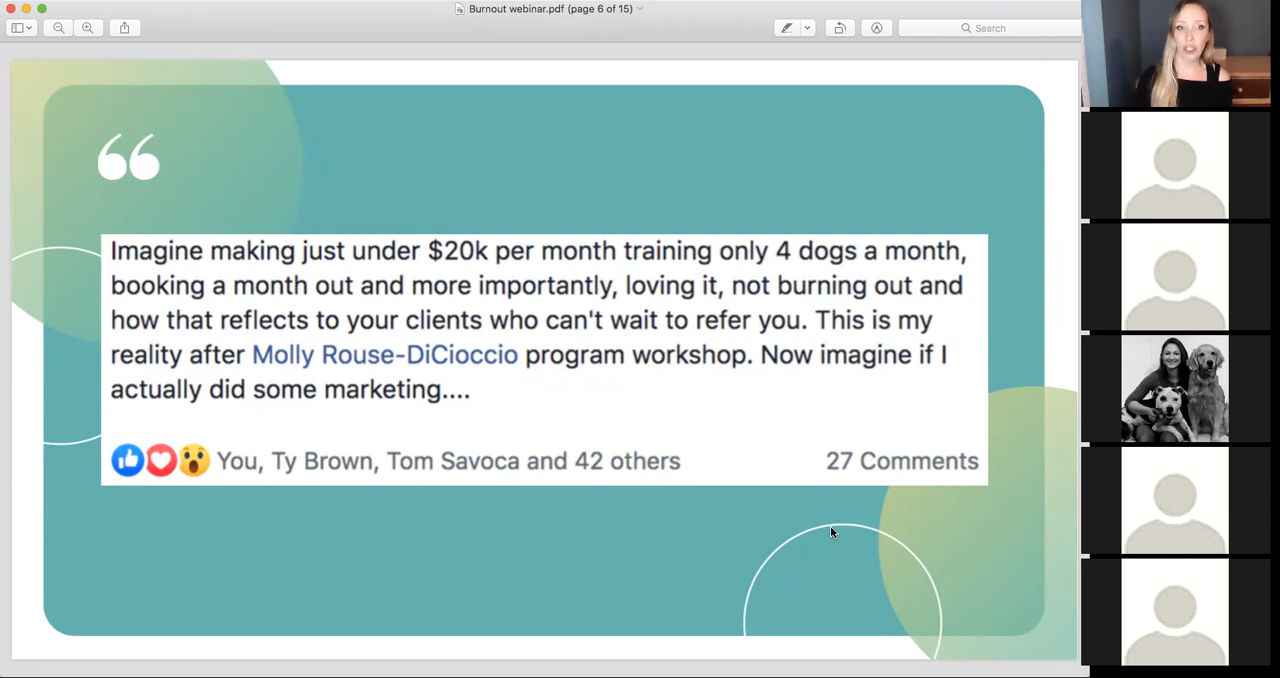 Burnout webinar.pdf (page 6 of 15)
Search
“
Imagine making just under $20k per month training only 4 dogs a month,
booking a month out and more importantly, loving it, not burning out and
how that reflects to your clients who can't wait to refer you. This is my
reality after Molly Rouse-DiCioccio program workshop. Now imagine if I
actually did some marketing....
You, Ty Brown, Tom Savoca and 42 others 27 Comments